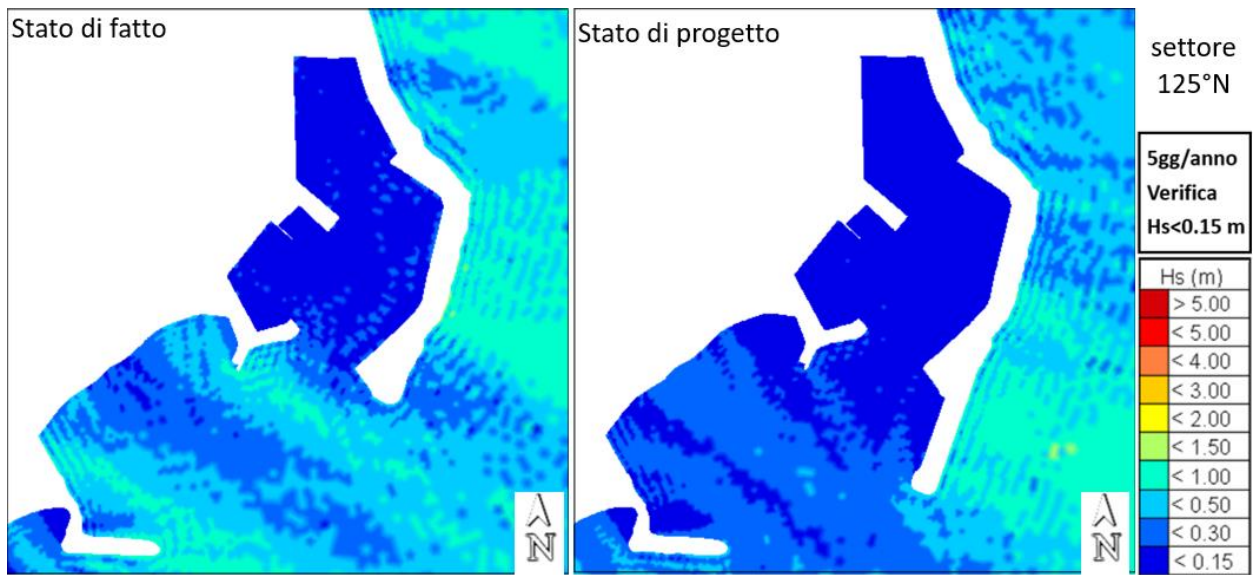 Stato di fatto
Stato di progetto
settore
125°N
5gg/anno
Verifica
Hs<0.15 m
Hs (m)
> 5.00
< 5.00
< 4.00
< 3.00
< 2.00
< 1.50
< 1.00
< 0.50
< 0.30
< 0.15
N
N